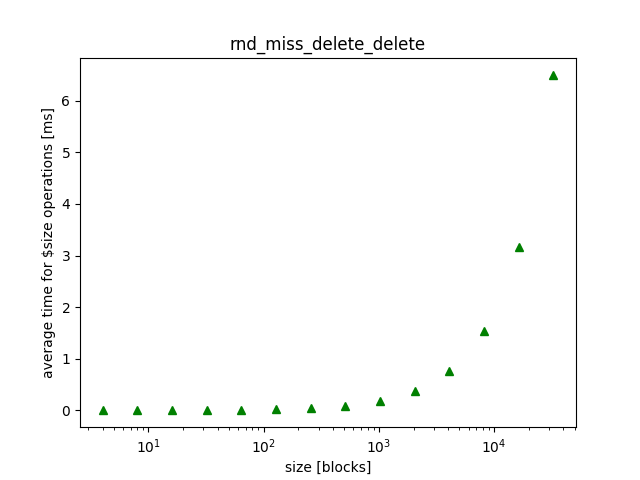 rnd_miss_delete_delete
average time for $size operations [ms]
6
5
4
3
2
1
0
10¹ 10² 10³ 10⁴
size [blocks]